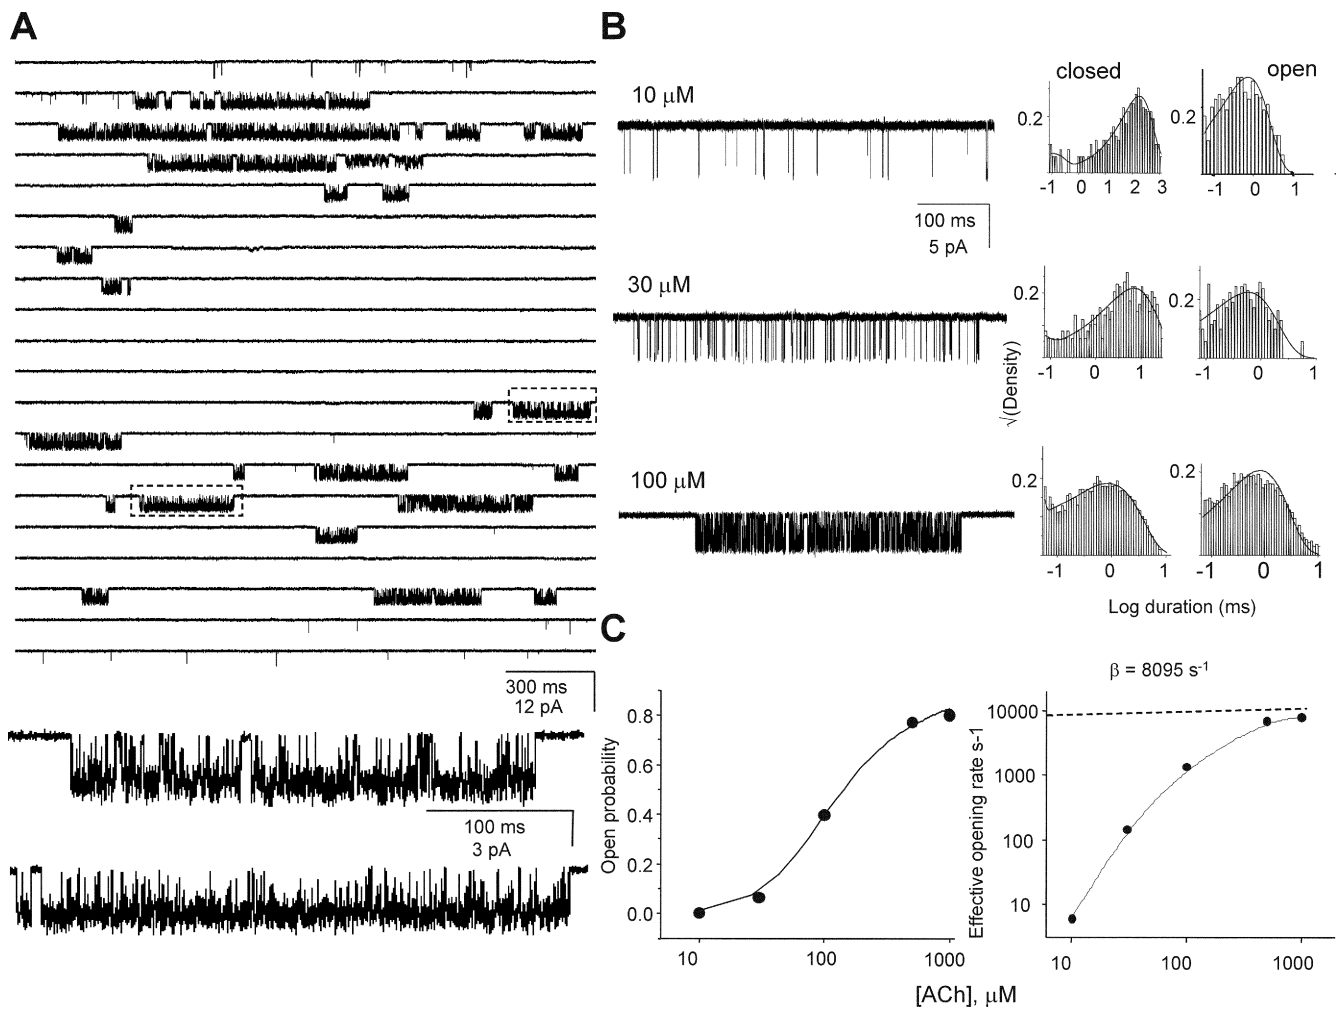 A
300 ms
12 pA
100 ms
3 pA
B
closed
open
10 μM
0.2
-1 0 1 2 3
0.2
-1 0 1
100 ms
5 pA
30 μM
0.2
-1 0 1
0.2
-1 0 1
√(Density)
100 μM
0.2
-1 0 1
0.2
-1 0 1
Log duration (ms)
C
Open probability
0.8
0.6
0.4
0.2
0.0
10 100 1000
β = 8095 s-1
Effective opening rate s-1
10000
1000
100
10
10 100 1000
[ACh], μM